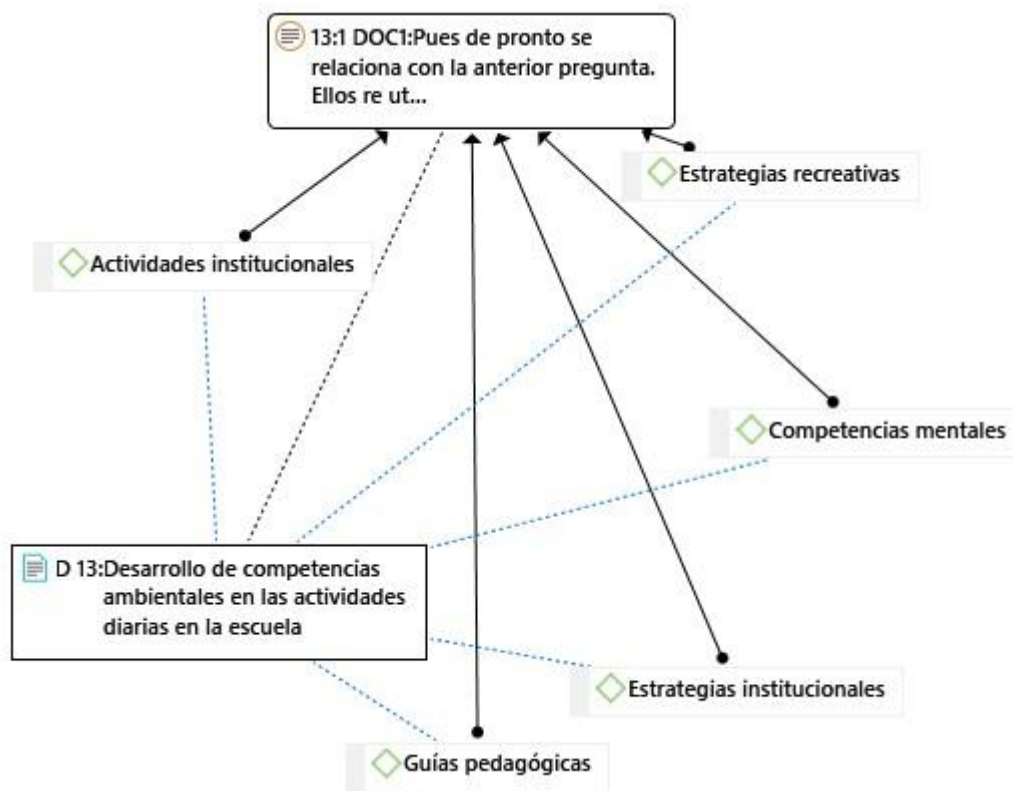 13:1 DOC1:Pues de pronto se
relaciona con la anterior pregunta.
Ellos re ut...
Estrategias recreativas
Actividades institucionales
Competencias mentales
D 13:Desarrollo de competencias
ambientales en las actividades
diarias en la escuela
Estrategias institucionales
Guías pedagógicas